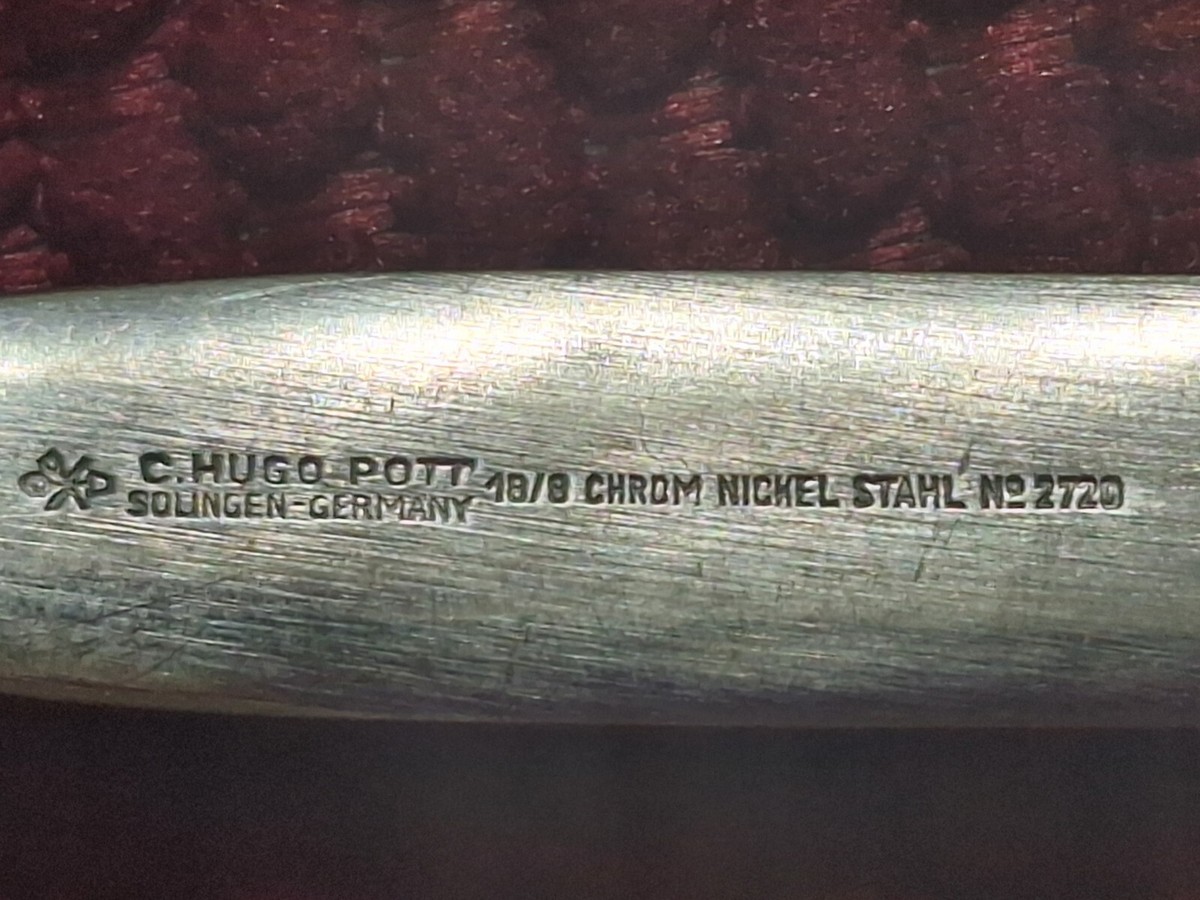 C. HUGO POTT
SOLINGEN-GERMANY
18/8 CHROM NICKEL STAHL Nº 2720